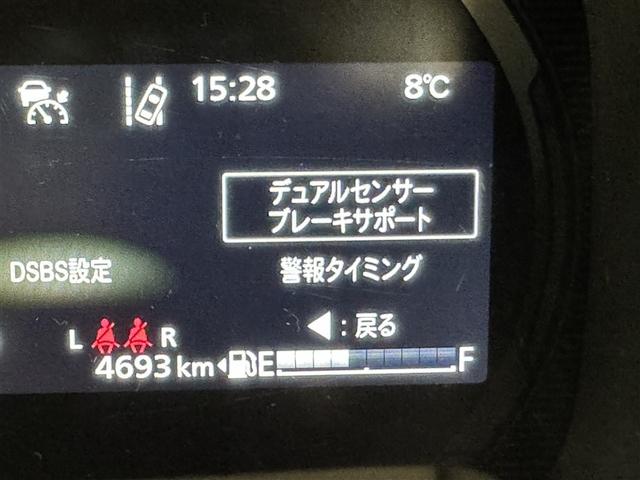 15:28 8℃
デュアルセンサー
ブレーキサポート
DSBS設定 警報タイミング
◀:戻る
L R
4693 km E F